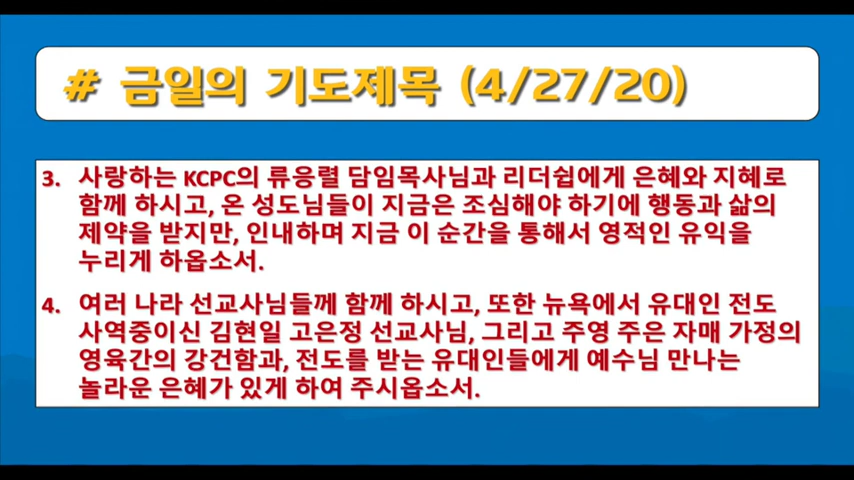 # 금일의 기도제목 (4/27/20)
3. 사랑하는 KCPC의 류응렬 담임목사님과 리더쉽에게 은혜와 지혜로
함께 하시고, 온 성도님들이 지금은 조심해야 하기에 행동과 삶의
제약을 받지만, 인내하며 지금 이 순간을 통해서 영적인 유익을
누리게 하옵소서.
4. 여러 나라 선교사님들께 함께 하시고, 또한 뉴욕에서 유대인 전도
사역중이신 김현일 고은정 선교사님, 그리고 주영 주은 자매 가정의
영육간의 강건함과, 전도를 받는 유대인들에게 예수님 만나는
놀라운 은혜가 있게 하여 주시옵소서.